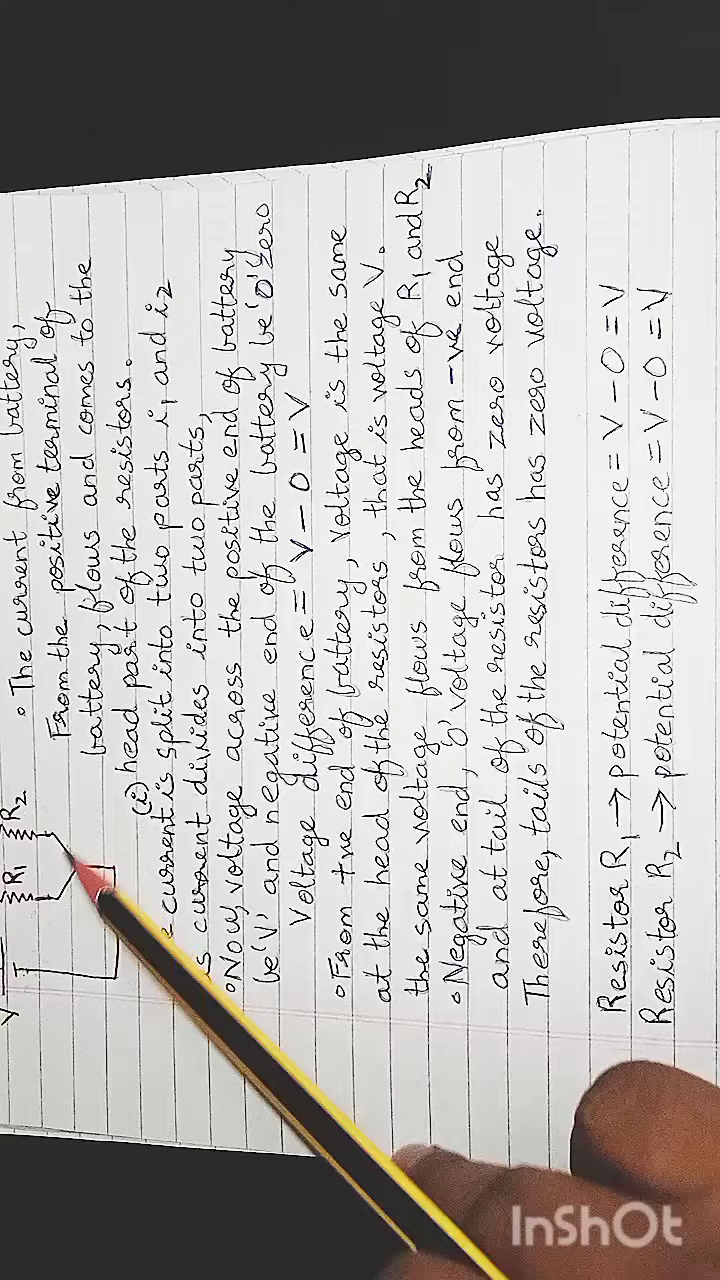 R1 R2
• The current from battery,
From the positive terminal of
battery, flows and comes to the
(i) head part of the resistors.
current is split into two parts i1 and i2
current divides into two parts,
• Now, voltage across the positive end of battery
be 'V' and negative end of the battery be '0' zero
Voltage difference = V - 0 = V
• From +ve end of battery, voltage is the same
at the head of the resistors, that is voltage V.
the same voltage flows from the heads of R1 and R2
• Negative end, '0' voltage flows from -ve end
and at tail of the resistor has zero voltage
Therefore, tails of the resistors has zero voltage.
Resistor R1 → potential difference = V - 0 = V
Resistor R2 → potential difference = V - 0 = V
InShOt